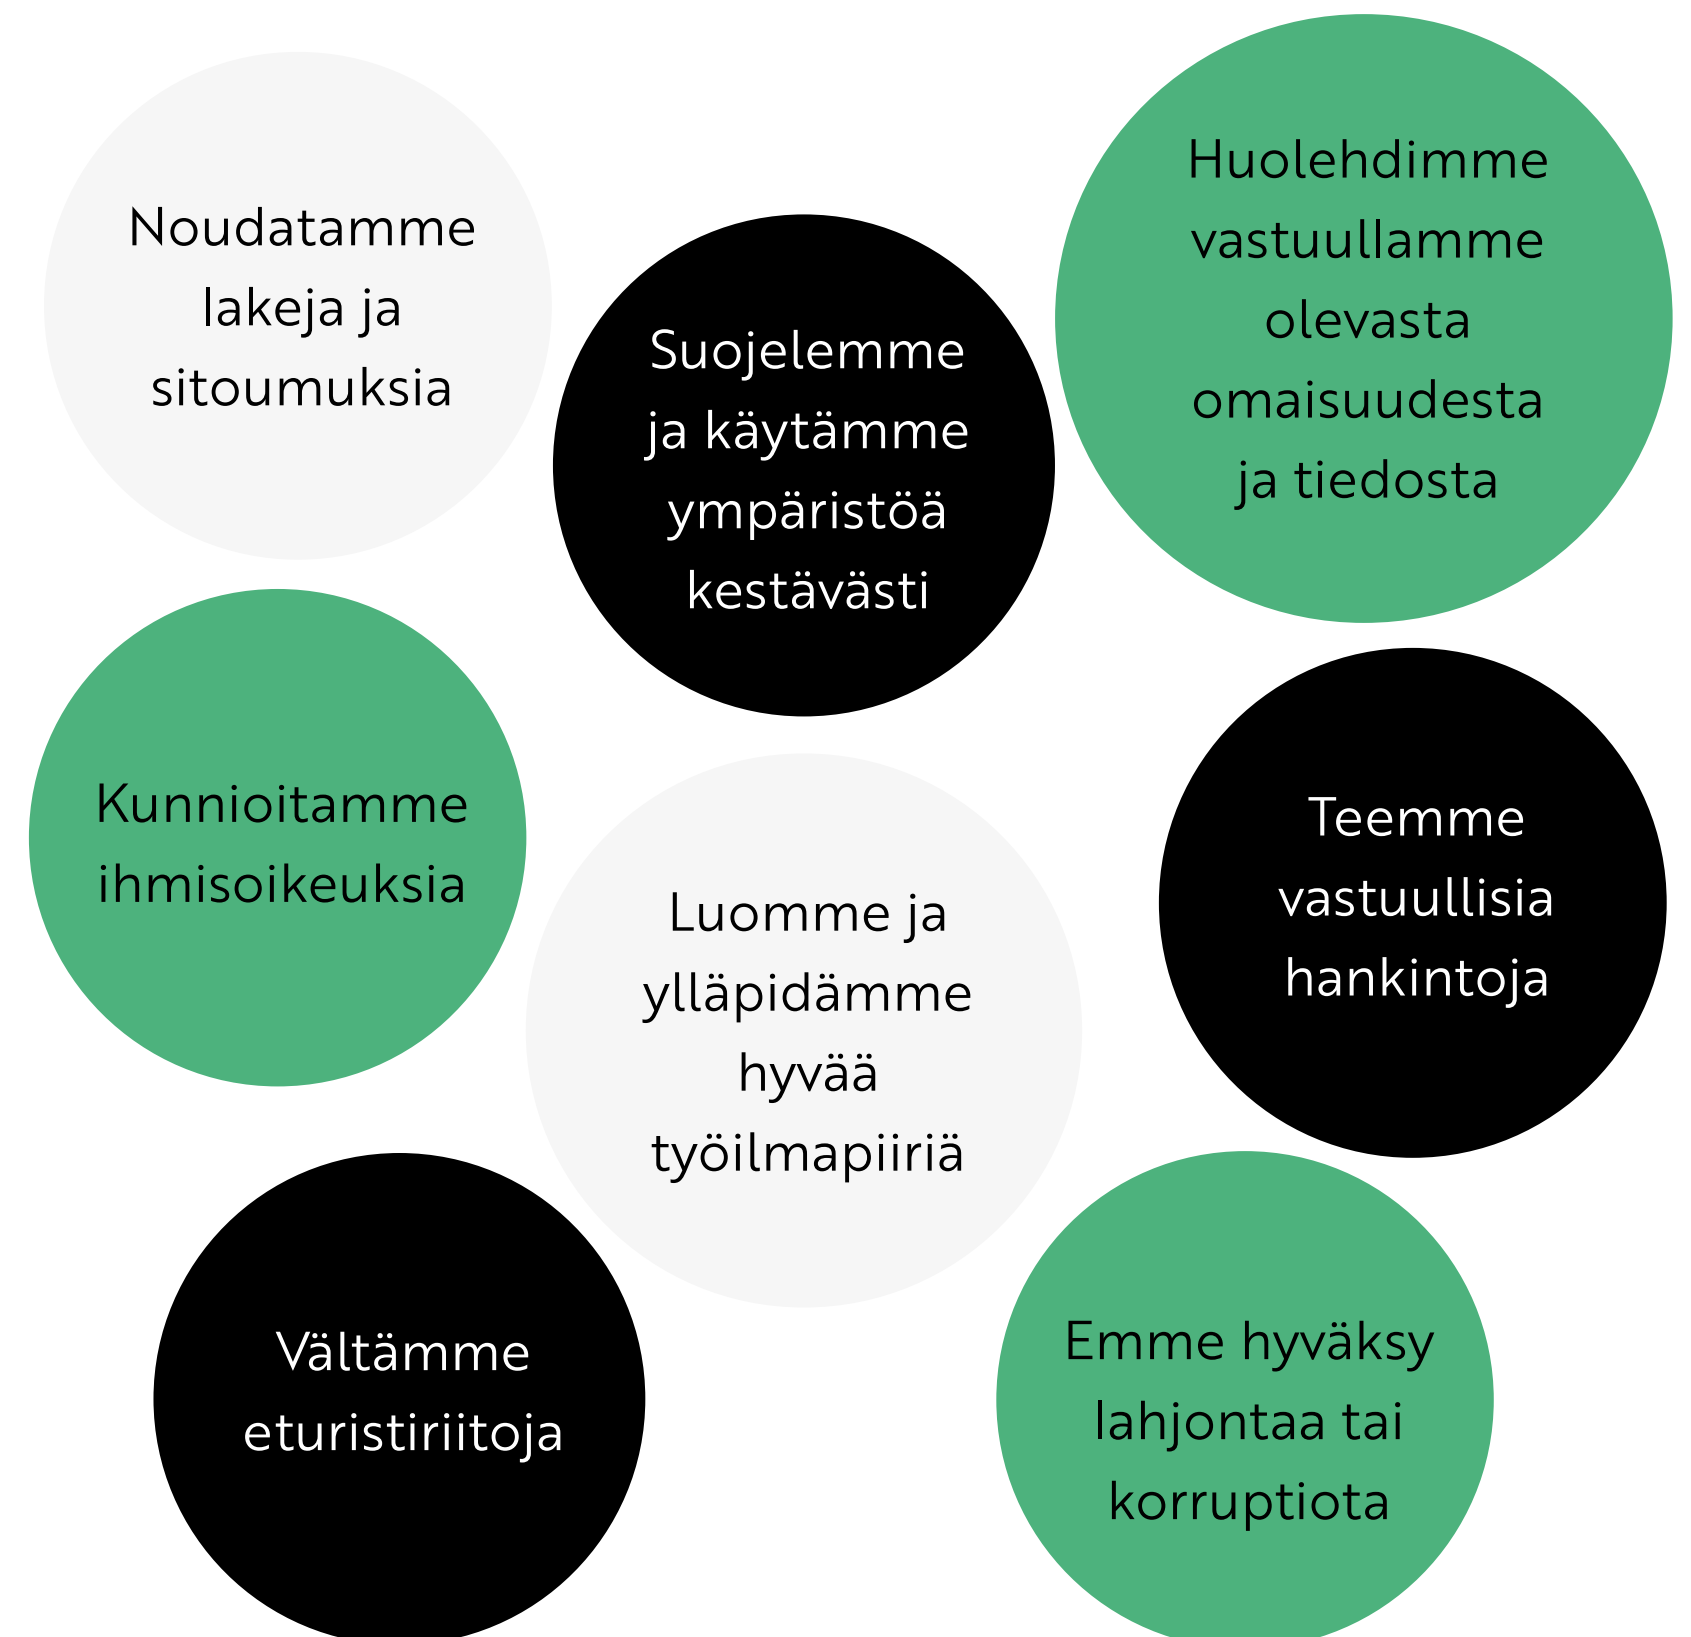 Noudatamme
lakeja ja
sitoumuksia
Suojelemme
ja käytämme
ympäristöä
kestävästi
Huolehdimme
vastuullamme
olevasta
omaisuudesta
ja tiedosta
Kunnioitamme
ihmisoikeuksia
Luomme ja
ylläpidämme
hyvää
työilmapiiriä
Teemme
vastuullisia
hankintoja
Vältämme
eturistiriitoja
Emme hyväksy
lahjontaa tai
korruptiota